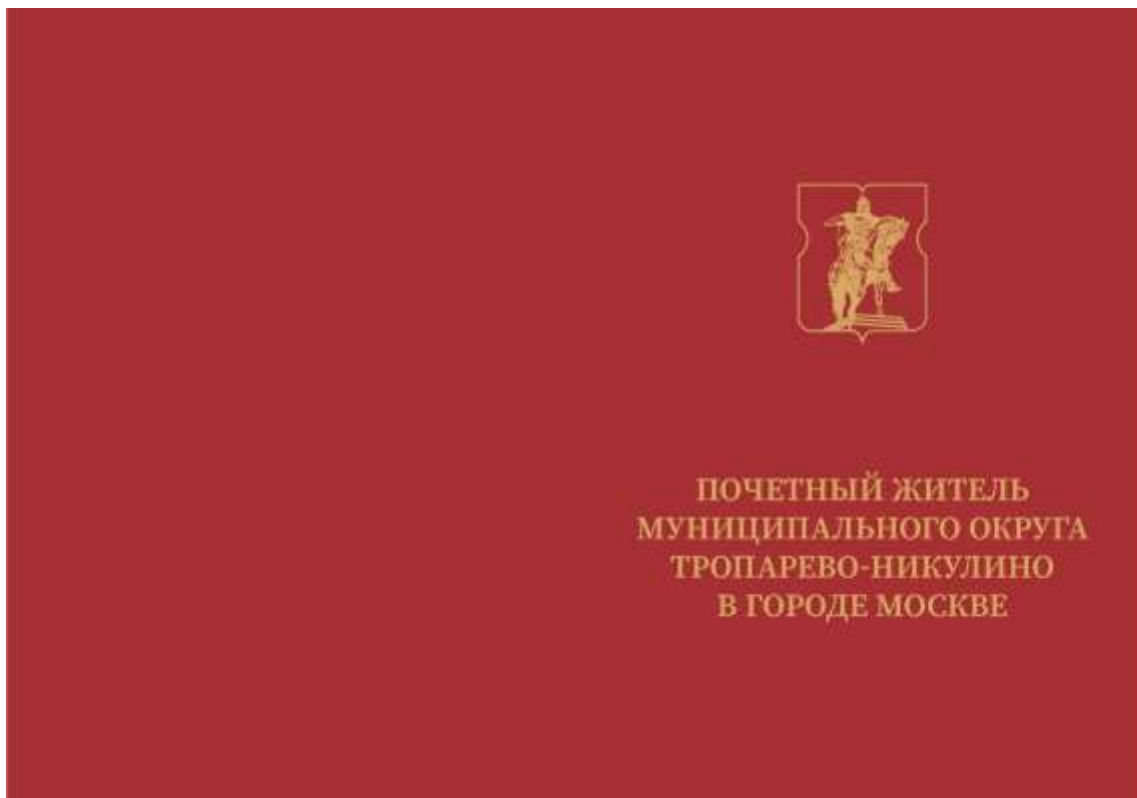 ПОЧЕТНЫЙ ЖИТЕЛЬ
МУНИЦИПАЛЬНОГО ОКРУГА
ТРОПАРЕВО-НИКУЛИНО
В ГОРОДЕ МОСКВЕ